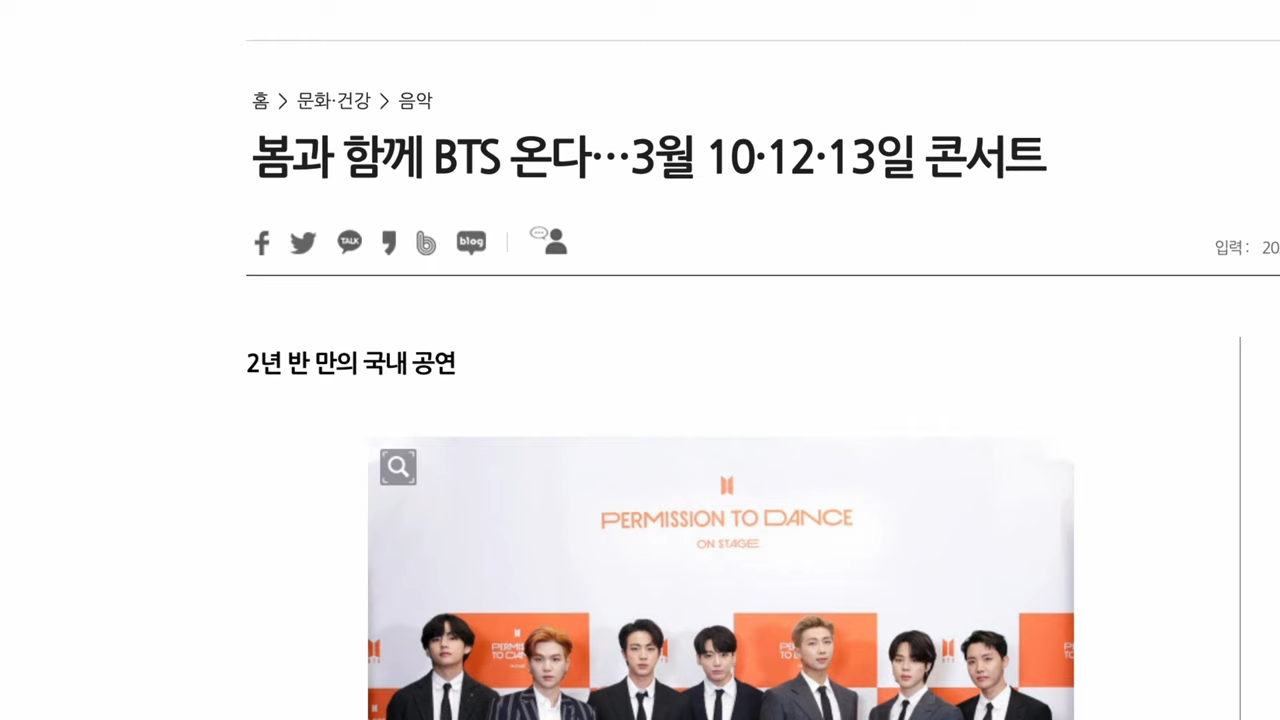 홈 > 문화·건강 > 음악
봄과 함께 BTS 온다…3월 10·12·13일 콘서트
TALK
blog
입력 :
2년 반 만의 국내 공연
PERMISSION TO DANCE
ON STAGE